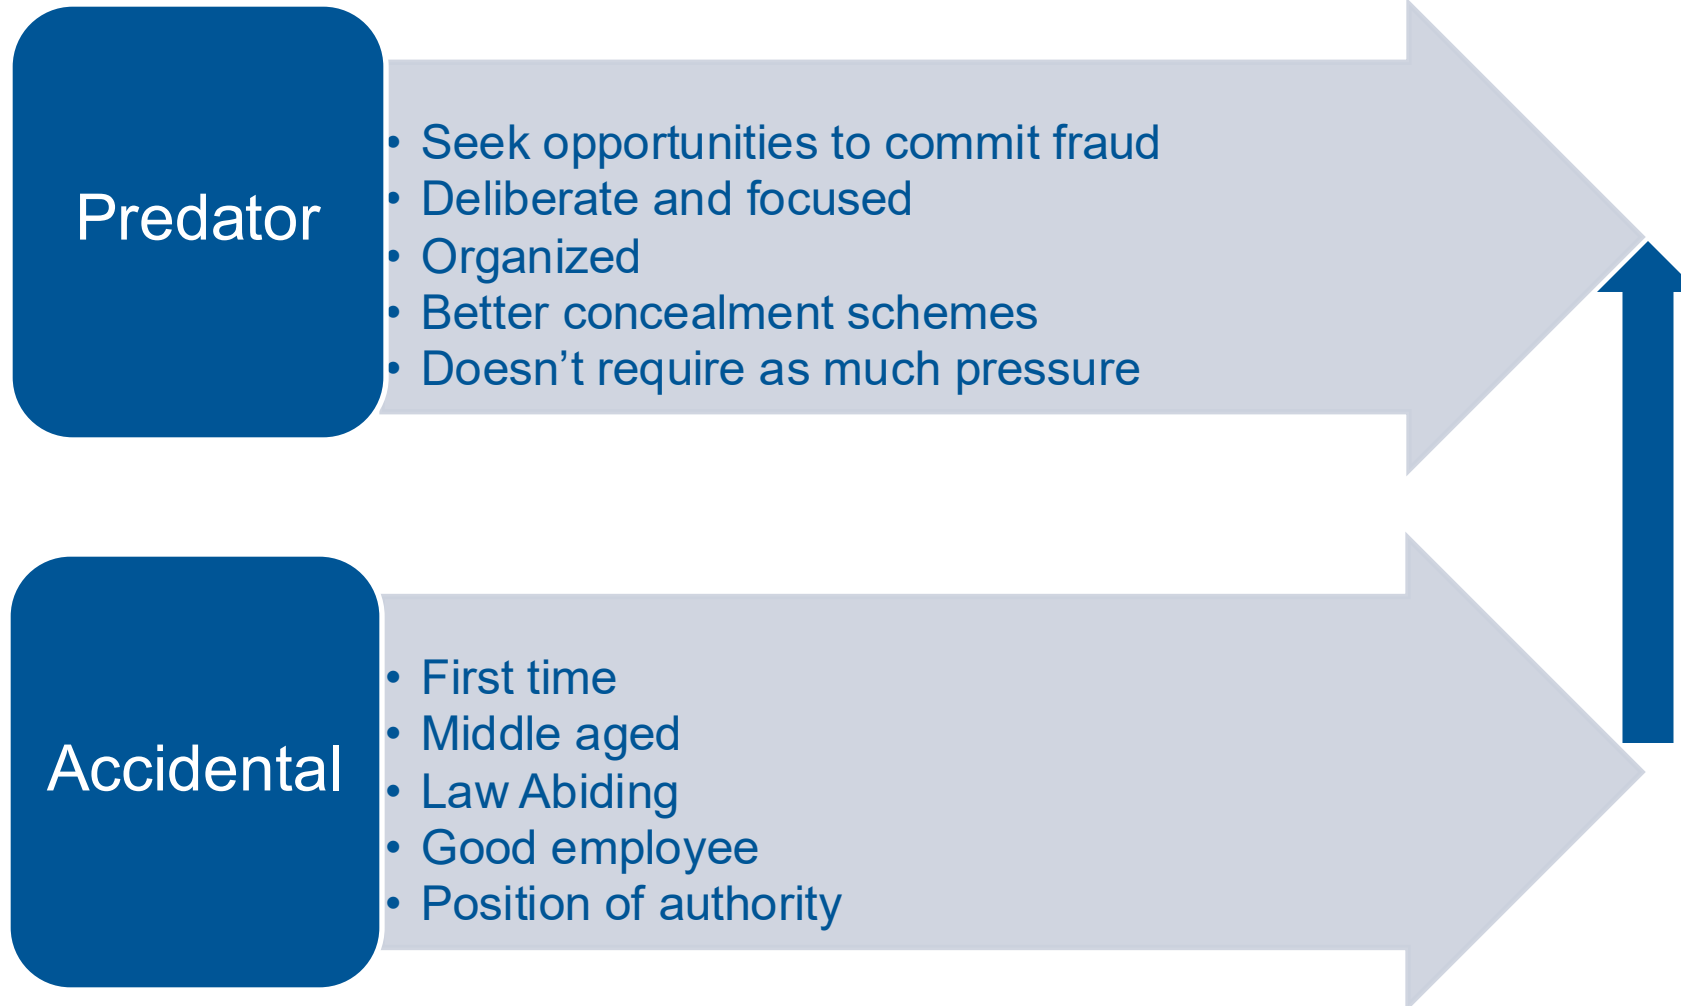 Predator
• Seek opportunities to commit fraud
• Deliberate and focused
• Organized
• Better concealment schemes
• Doesn’t require as much pressure
Accidental
• First time
• Middle aged
• Law Abiding
• Good employee
• Position of authority